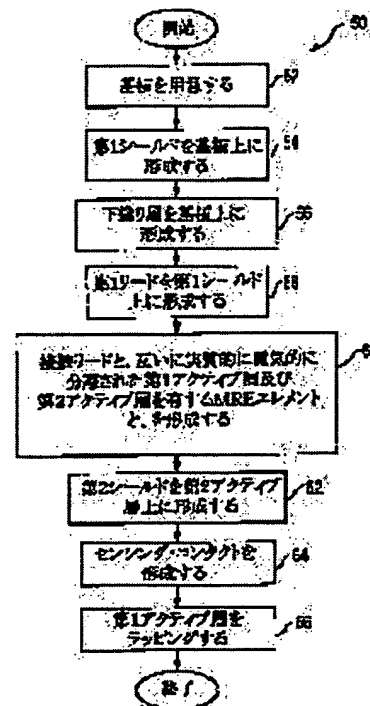 開始
50
基板を用意する
52
第1シールドを基板上に
形成する
54
下塗り層を基板上に
形成する
56
第1リードを第1シールド
上に形成する
58
接触リードと、互いに実質的に磁気的に
分離された第1アクティブ層及び
第2アクティブ層を有するMREエレメント
と、を形成する
第2シールドを第2アクティブ
層上に形成する
62
センシング・コンタクトを
形成する
64
第1アクティブ層を
ラッピングする
66
終了